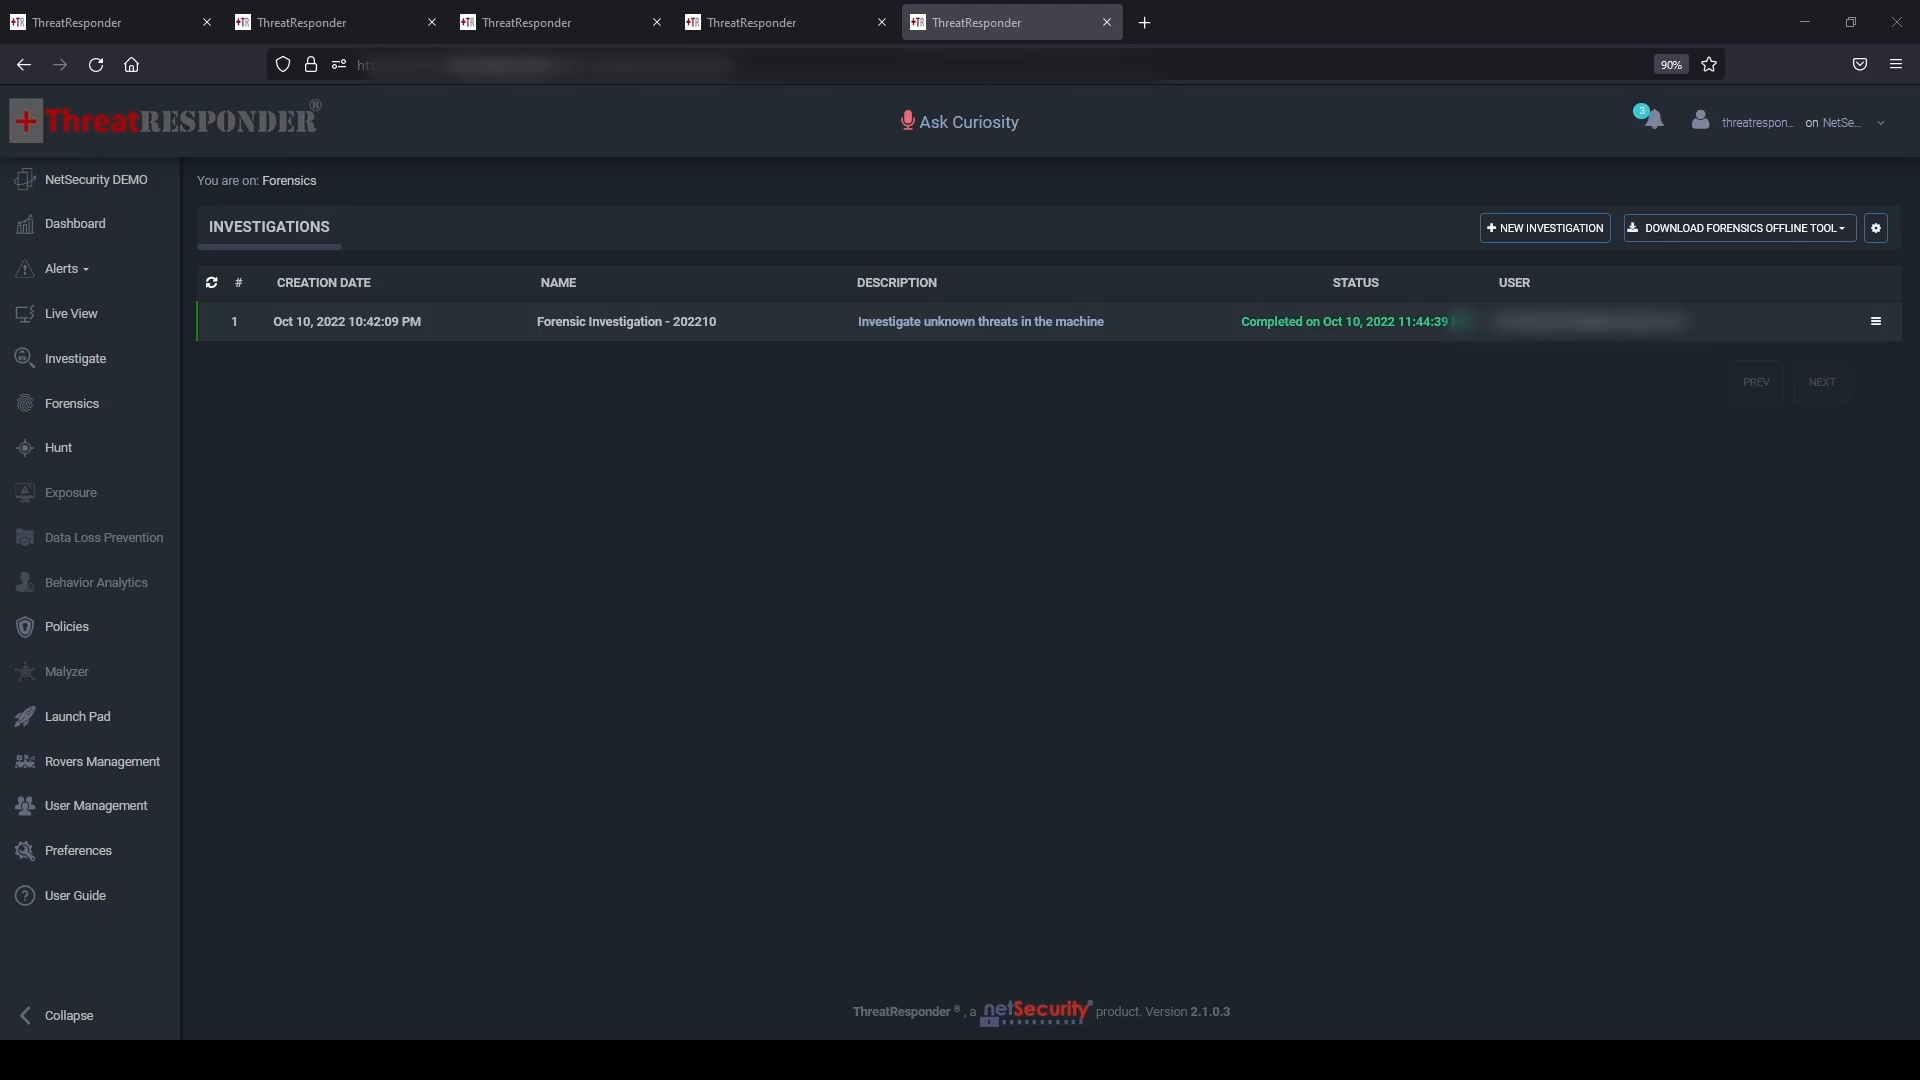 ThreatResponder
ThreatResponder
ThreatResponder
ThreatResponder
ThreatResponder
90%
ThreatRESPONDER®
Ask Curiosity
3
threatrespon... on NetSe...
NetSecurity DEMO
Dashboard
Alerts
Live View
Investigate
Forensics
Hunt
Exposure
Data Loss Prevention
Behavior Analytics
Policies
Malyzer
Launch Pad
Rovers Management
User Management
Preferences
User Guide
Collapse
You are on: Forensics
INVESTIGATIONS
NEW INVESTIGATION
DOWNLOAD FORENSICS OFFLINE TOOL
# CREATION DATE NAME DESCRIPTION STATUS USER
1 Oct 10, 2022 10:42:09 PM Forensic Investigation - 202210 Investigate unknown threats in the machine Completed on Oct 10, 2022 11:44:39
PREV NEXT
ThreatResponder ® , a netSecurity® product. Version 2.1.0.3